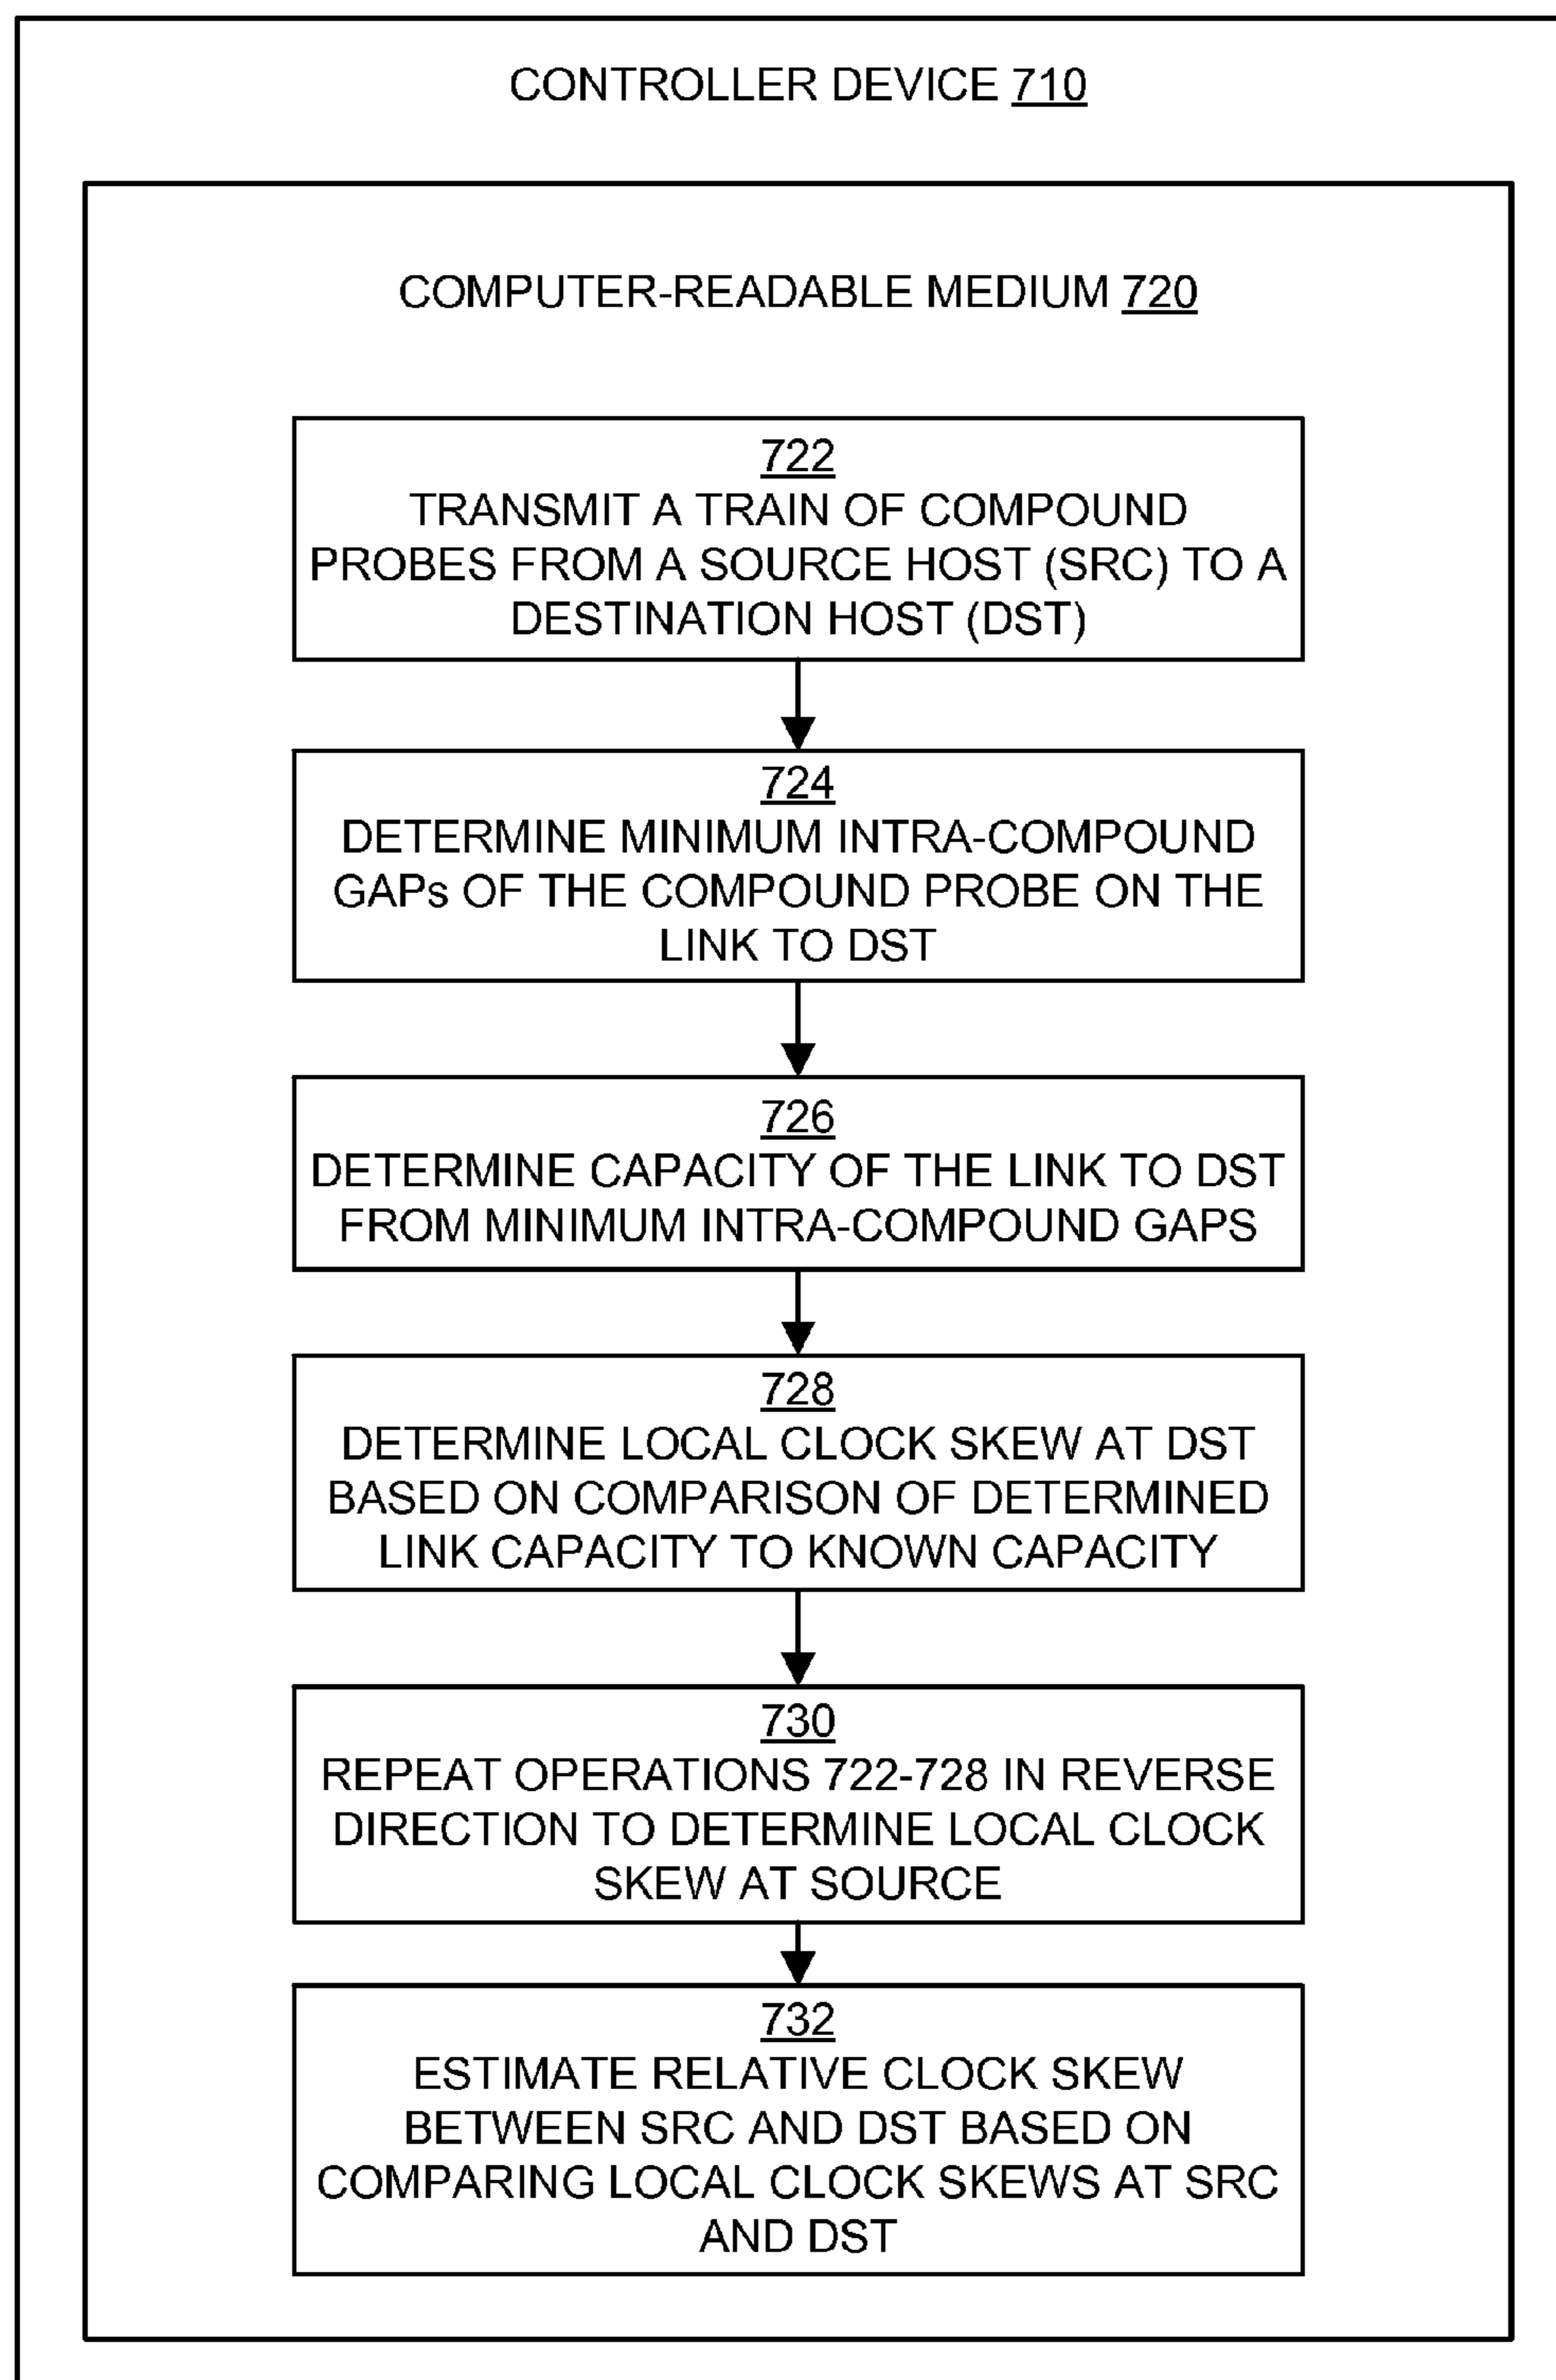 CONTROLLER DEVICE 710
COMPUTER-READABLE MEDIUM 720
722
TRANSMIT A TRAIN OF COMPOUND
PROBES FROM A SOURCE HOST (SRC) TO A
DESTINATION HOST (DST)
724
DETERMINE MINIMUM INTRA-COMPOUND
GAPs OF THE COMPOUND PROBE ON THE
LINK TO DST
726
DETERMINE CAPACITY OF THE LINK TO DST
FROM MINIMUM INTRA-COMPOUND GAPS
728
DETERMINE LOCAL CLOCK SKEW AT DST
BASED ON COMPARISON OF DETERMINED
LINK CAPACITY TO KNOWN CAPACITY
730
REPEAT OPERATIONS 722-728 IN REVERSE
DIRECTION TO DETERMINE LOCAL CLOCK
SKEW AT SOURCE
732
ESTIMATE RELATIVE CLOCK SKEW
BETWEEN SRC AND DST BASED ON
COMPARING LOCAL CLOCK SKEWS AT SRC
AND DST